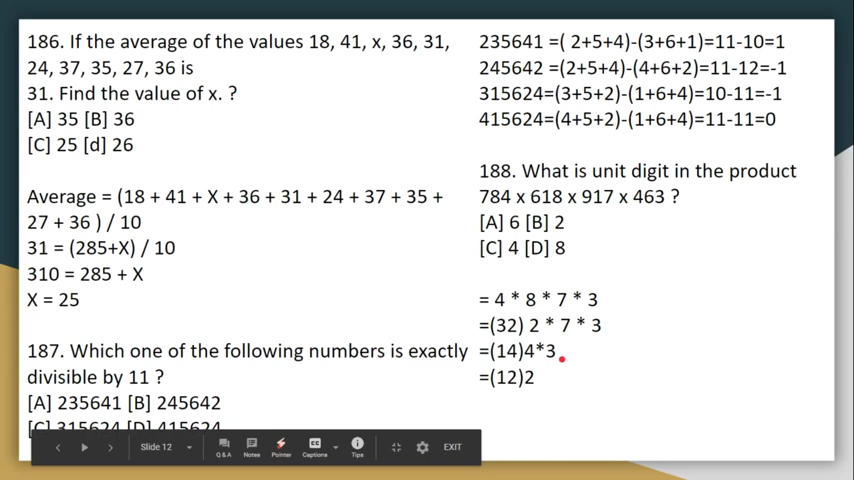 186. If the average of the values 18, 41, x, 36, 31,
24, 37, 35, 27, 36 is
31. Find the value of x. ?
[A] 35 [B] 36
[C] 25 [d] 26
Average = (18 + 41 + X + 36 + 31 + 24 + 37 + 35 +
27 + 36 ) / 10
31 = (285+X) / 10
310 = 285 + X
X = 25
187. Which one of the following numbers is exactly
divisible by 11 ?
[A] 235641 [B] 245642
[C] 315624 [D] 415624
235641 =( 2+5+4)-(3+6+1)=11-10=1
245642 =(2+5+4)-(4+6+2)=11-12=-1
315624=(3+5+2)-(1+6+4)=10-11=-1
415624=(4+5+2)-(1+6+4)=11-11=0
188. What is unit digit in the product
784 x 618 x 917 x 463 ?
[A] 6 [B] 2
[C] 4 [D] 8
= 4 * 8 * 7 * 3
=(32) 2 * 7 * 3
=(14)4*3
=(12)2
Slide 12
Q & A
Notes
Pointer
CC
Captions
Tips
EXIT